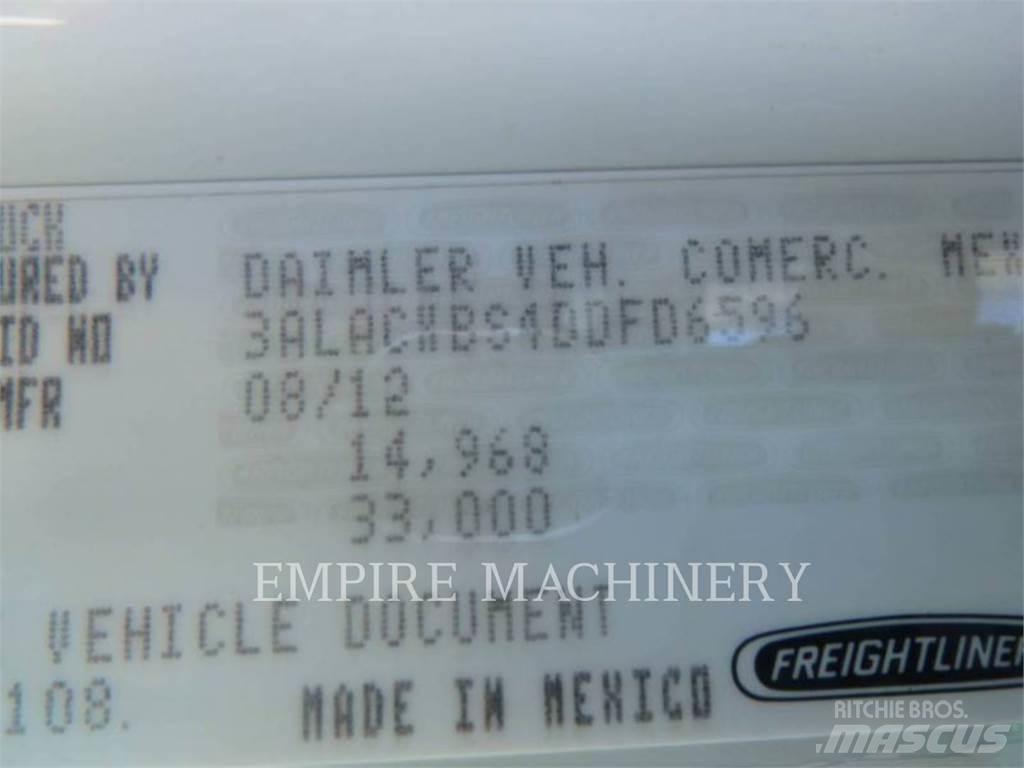 UCK
URED BY DAIMLER VEH. COMERC. MEX
ID NO 3ALACXBS4DDFD6596
MFR 08/12
14,968
33,000
EMPIRE MACHINERY
VEHICLE DOCUMENT
108. MADE IN MEXICO
FREIGHTLINER
RITCHIE BROS.
MASCUS